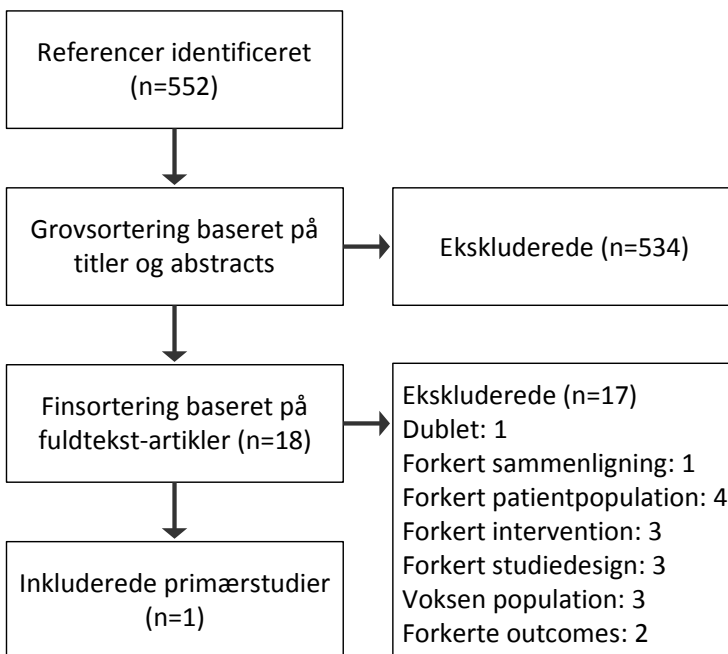 Referencer identificeret
(n=552)
Grovsortering baseret på
titler og abstracts
Ekskluderede (n=534)
Finsortering baseret på
fuldtekst-artikler (n=18)
Ekskluderede (n=17)
Dublet: 1
Forkert sammenligning: 1
Forkert patientpopulation: 4
Forkert intervention: 3
Forkert studiedesign: 3
Voksen population: 3
Forkerte outcomes: 2
Inkluderede primærstudier
(n=1)